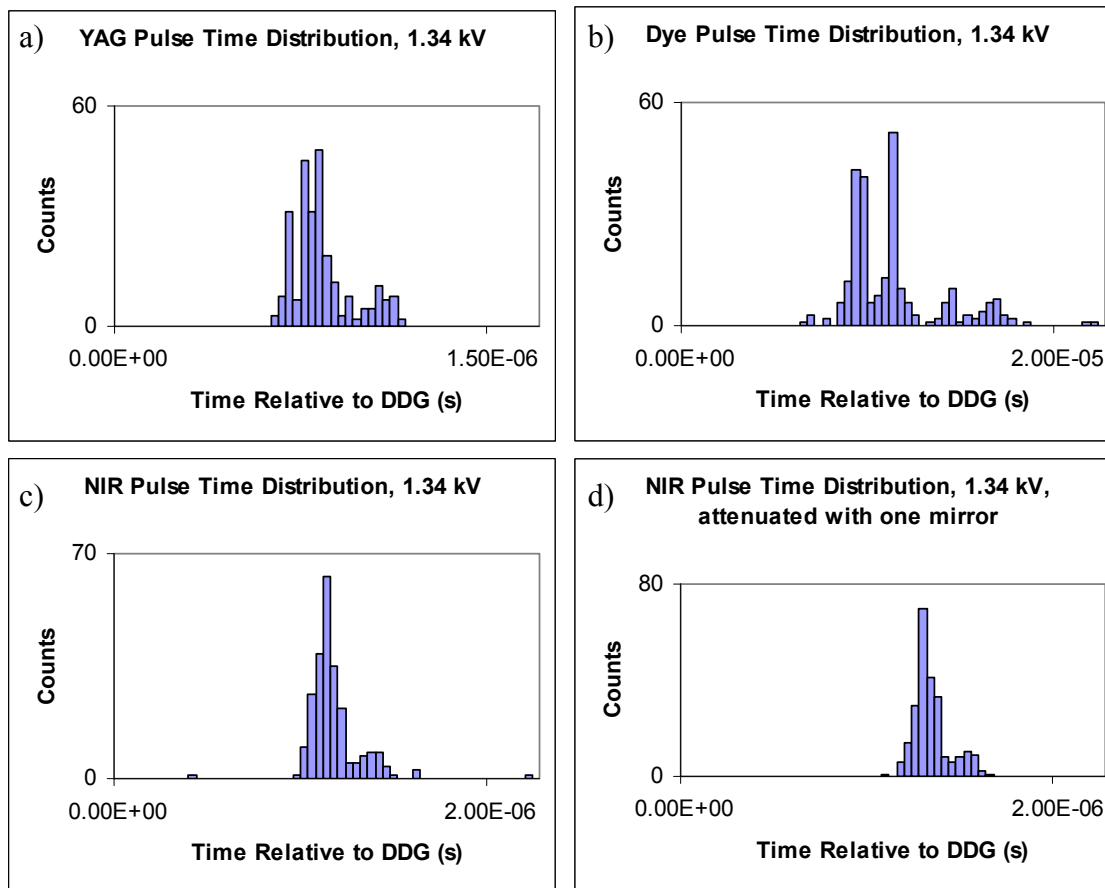 a)
YAG Pulse Time Distribution, 1.34 kV
60
Counts
0
0.00E+00
1.50E-06
Time Relative to DDG (s)
b)
Dye Pulse Time Distribution, 1.34 kV
60
Counts
0
0.00E+00
2.00E-05
Time Relative to DDG (s)
c)
NIR Pulse Time Distribution, 1.34 kV
70
Counts
0
0.00E+00
2.00E-06
Time Relative to DDG (s)
d)
NIR Pulse Time Distribution, 1.34 kV,
attenuated with one mirror
80
Counts
0
0.00E+00
2.00E-06
Time Relative to DDG (s)